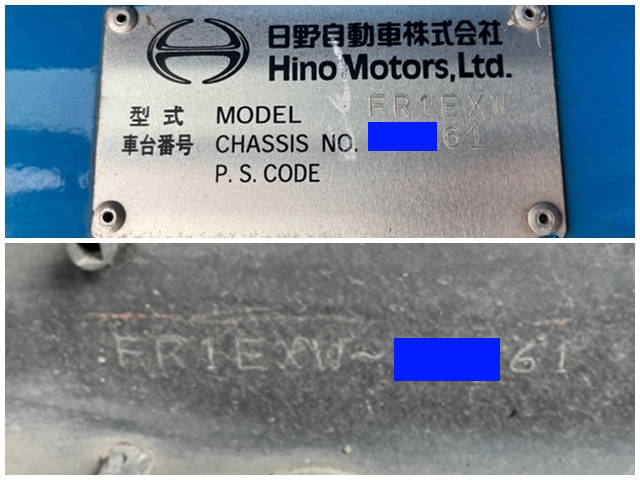 日野自動車株式会社
Hino Motors, Ltd.
型式 MODEL FR1EXW
車台番号 CHASSIS NO. 61
P. S. CODE
FR1EXW~ 61